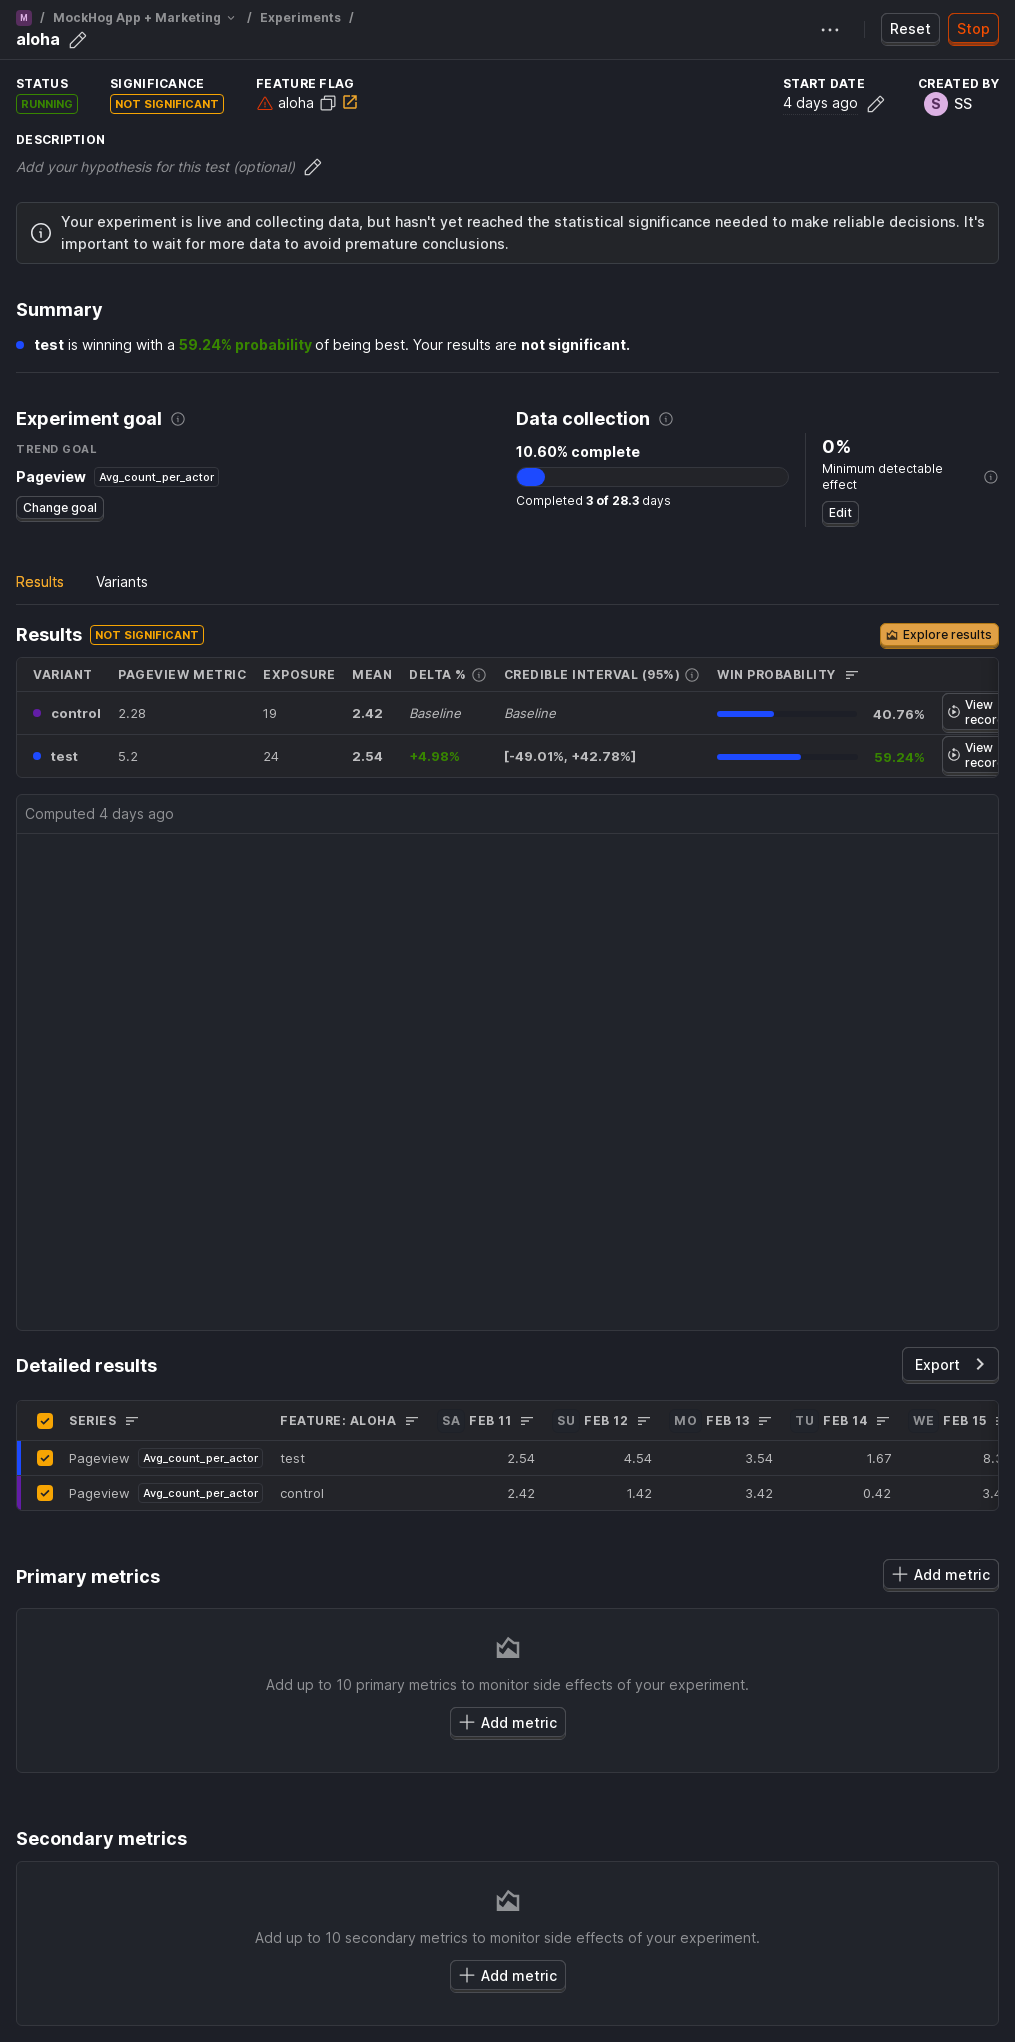 M / MockHog App + Marketing / Experiments /
aloha
Reset
Stop
STATUS
RUNNING
SIGNIFICANCE
NOT SIGNIFICANT
FEATURE FLAG
aloha
START DATE
4 days ago
CREATED BY
S SS
DESCRIPTION
Add your hypothesis for this test (optional)
Your experiment is live and collecting data, but hasn't yet reached the statistical significance needed to make reliable decisions. It's
important to wait for more data to avoid premature conclusions.
Summary
test is winning with a 59.24% probability of being best. Your results are not significant.
Experiment goal
TREND GOAL
Pageview Avg_count_per_actor
Change goal
Data collection
10.60% complete
Completed 3 of 28.3 days
0%
Minimum detectable
effect
Edit
Results Variants
Results NOT SIGNIFICANT
Explore results
VARIANT PAGEVIEW METRIC EXPOSURE MEAN DELTA % CREDIBLE INTERVAL (95%) WIN PROBABILITY
control 2.28 19 2.42 Baseline Baseline 40.76% View
test 5.2 24 2.54 +4.98% [-49.01%, +42.78%] 59.24% View
Computed 4 days ago
Detailed results
Export
SERIES FEATURE: ALOHA SA FEB 11 SU FEB 12 MO FEB 13 TU FEB 14 WE FEB 15
Pageview Avg_count_per_actor test 2.54 4.54 3.54 1.67
Pageview Avg_count_per_actor control 2.42 1.42 3.42 0.42
Primary metrics
Add metric
Add up to 10 primary metrics to monitor side effects of your experiment.
Add metric
Secondary metrics
Add up to 10 secondary metrics to monitor side effects of your experiment.
Add metric